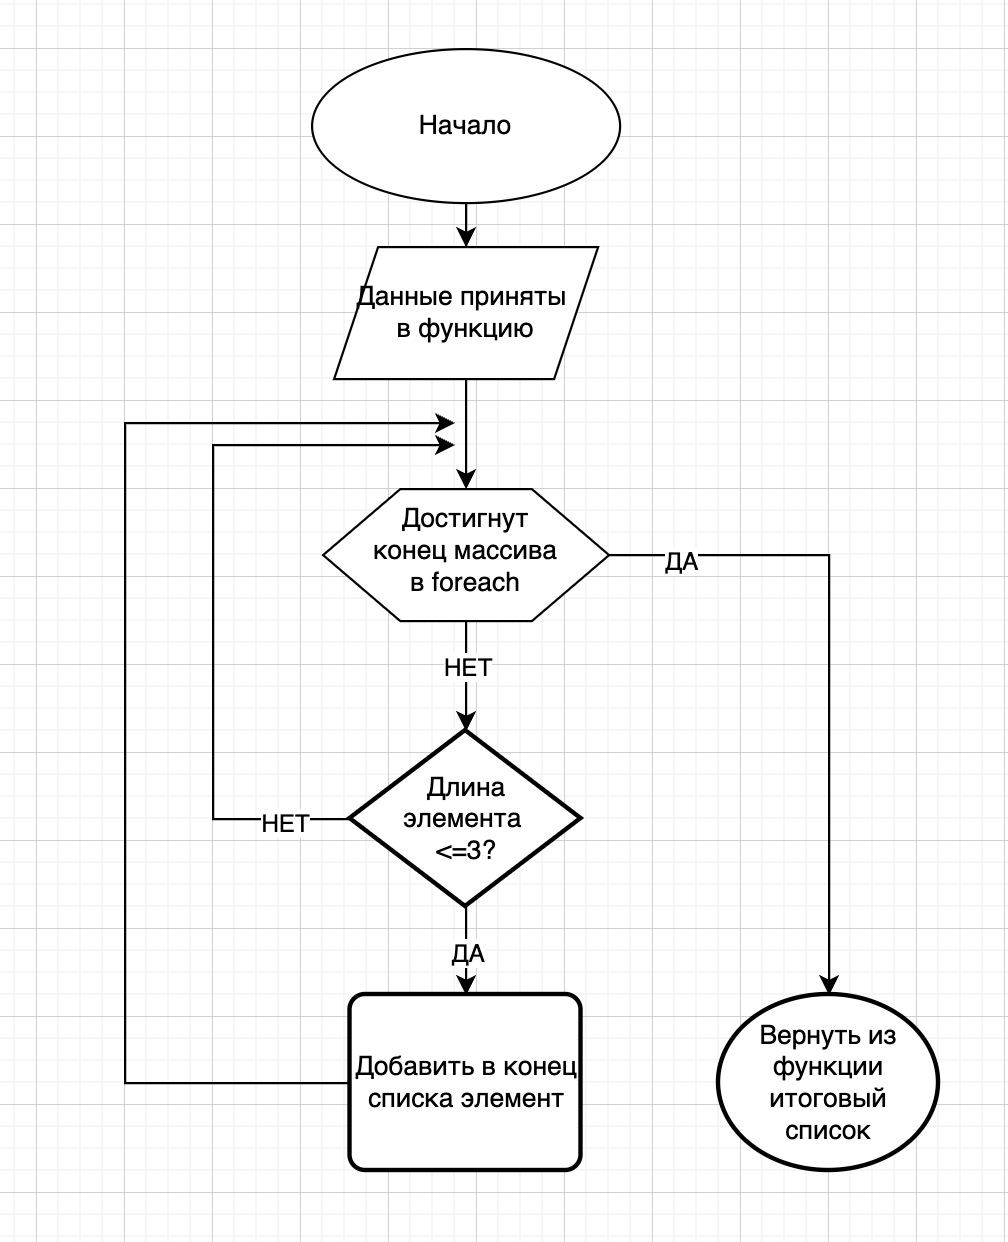 Начало
Данные приняты
в функцию
Достигнут
конец массива
в foreach
ДА
НЕТ
Длина
элемента
<=3?
НЕТ
ДА
Добавить в конец
списка элемент
Вернуть из
функции
итоговый
список